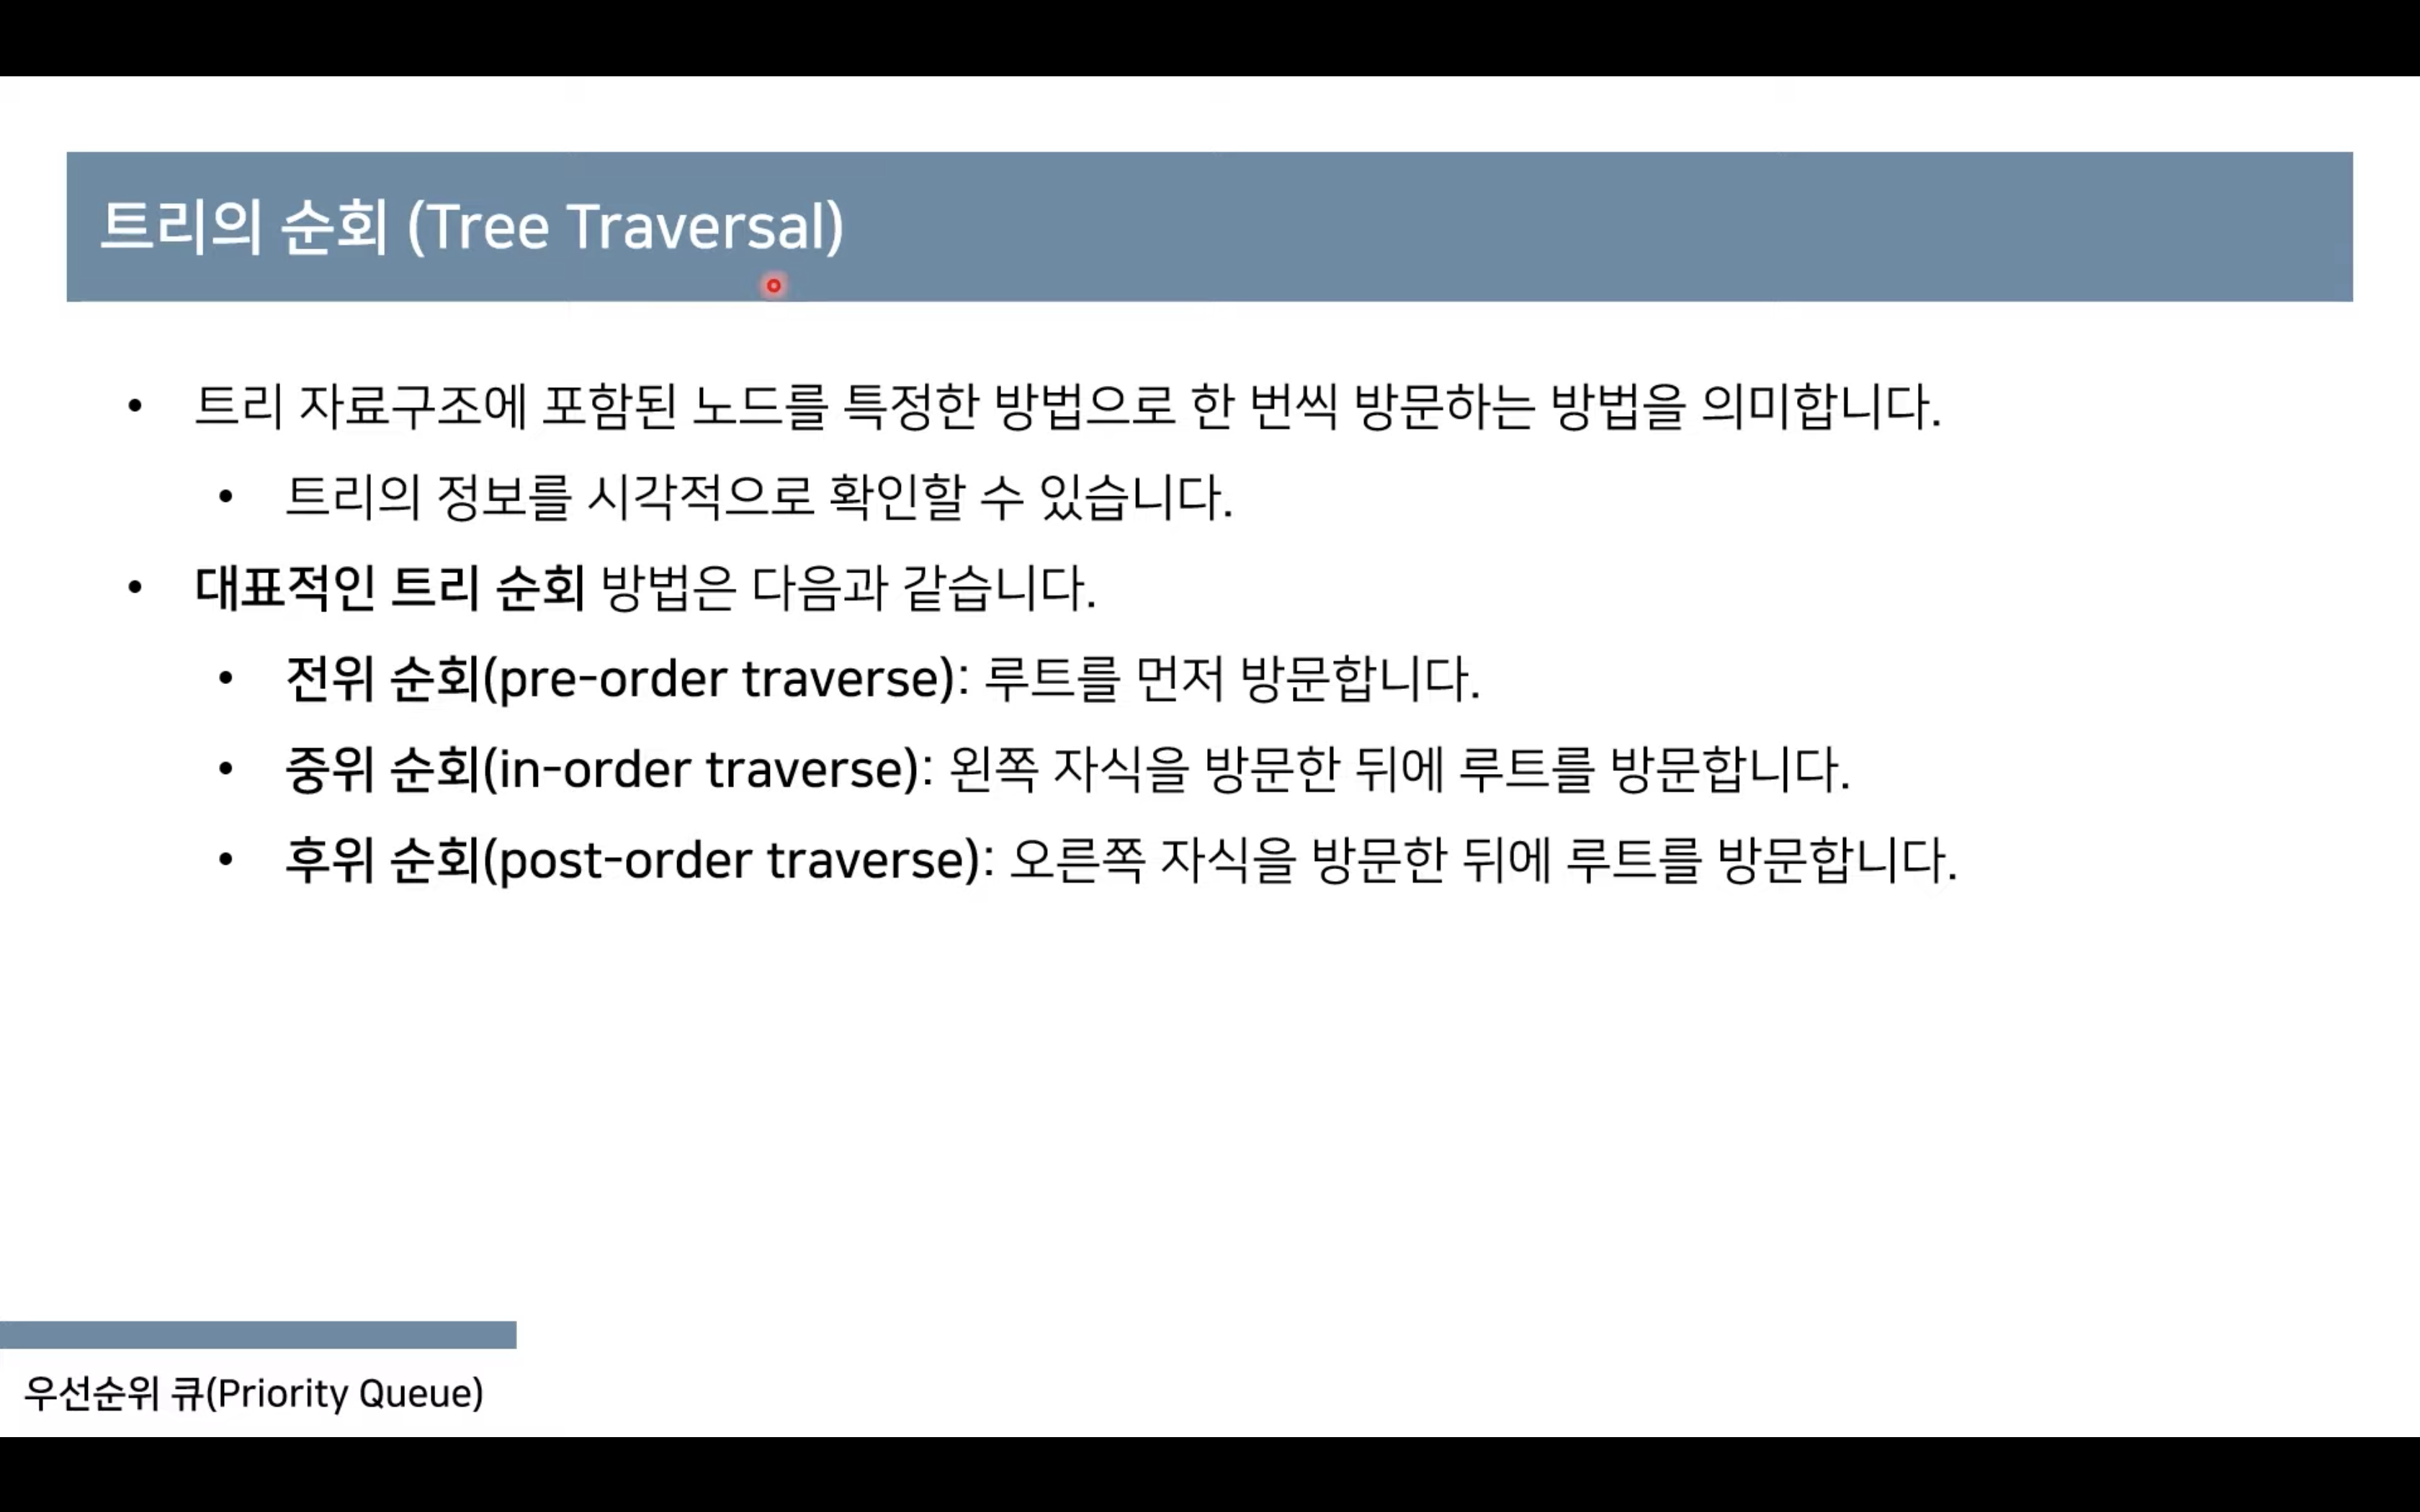 트리의 순회 (Tree Traversal)
• 트리 자료구조에 포함된 노드를 특정한 방법으로 한 번씩 방문하는 방법을 의미합니다.
• 트리의 정보를 시각적으로 확인할 수 있습니다.
• 대표적인 트리 순회 방법은 다음과 같습니다.
• 전위 순회(pre-order traverse): 루트를 먼저 방문합니다.
• 중위 순회(in-order traverse): 왼쪽 자식을 방문한 뒤에 루트를 방문합니다.
• 후위 순회(post-order traverse): 오른쪽 자식을 방문한 뒤에 루트를 방문합니다.
우선순위 큐(Priority Queue)